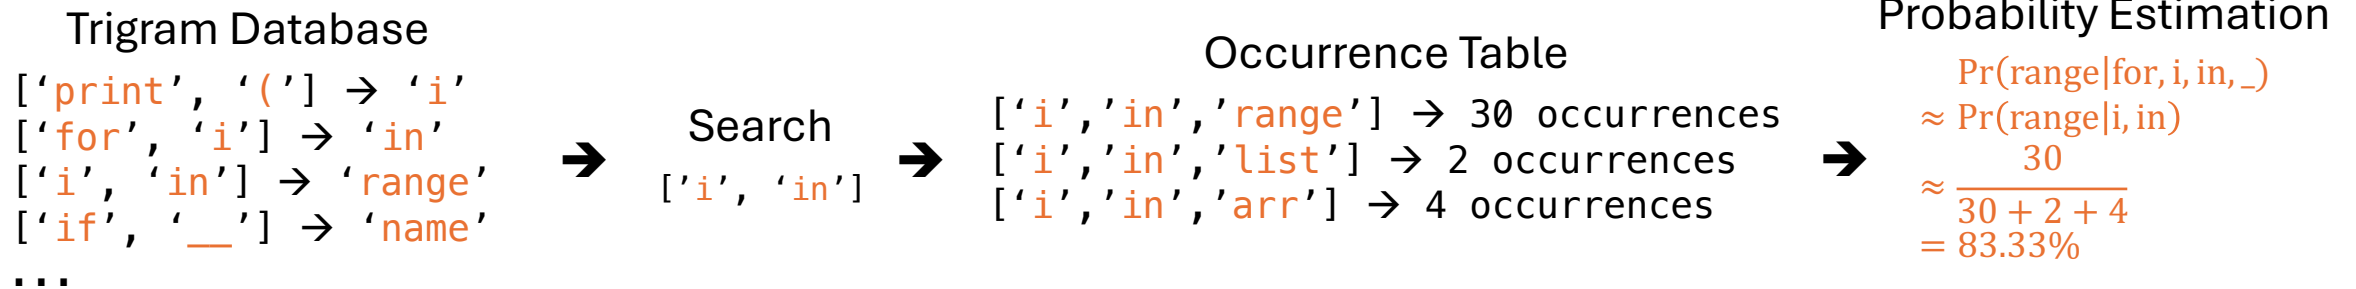 Trigram Database
[‘print’, ‘(’] → ‘i’
[‘for’, ‘i’] → ‘in’
[‘i’, ‘in’] → ‘range’
[‘if’, ‘__’] → ‘name’
...
Search
[’i’, ‘in’]
Occurrence Table
[‘i’,’in’,’range’] → 30 occurrences
[‘i’,’in’,’list’] → 2 occurrences
[‘i’,’in’,’arr’] → 4 occurrences
Probability Estimation
Pr(range|for, i, in, _)
≈ Pr(range|i, in)
30
≈
30 + 2 + 4
= 83.33%